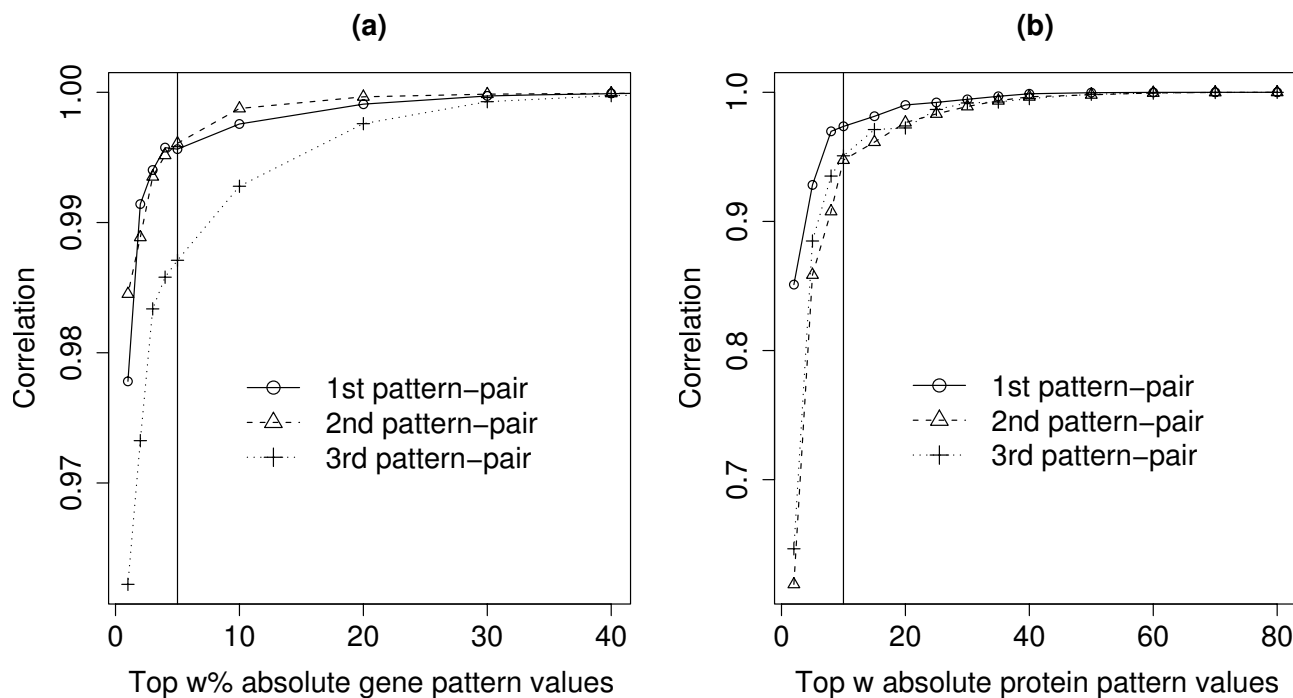 (a)
Correlation
1.00
0.99
0.98
0.97
1st pattern−pair
2nd pattern−pair
3rd pattern−pair
0 10 20 30 40
Top w% absolute gene pattern values
(b)
Correlation
1.0
0.9
0.8
0.7
1st pattern−pair
2nd pattern−pair
3rd pattern−pair
0 20 40 60 80
Top w absolute protein pattern values